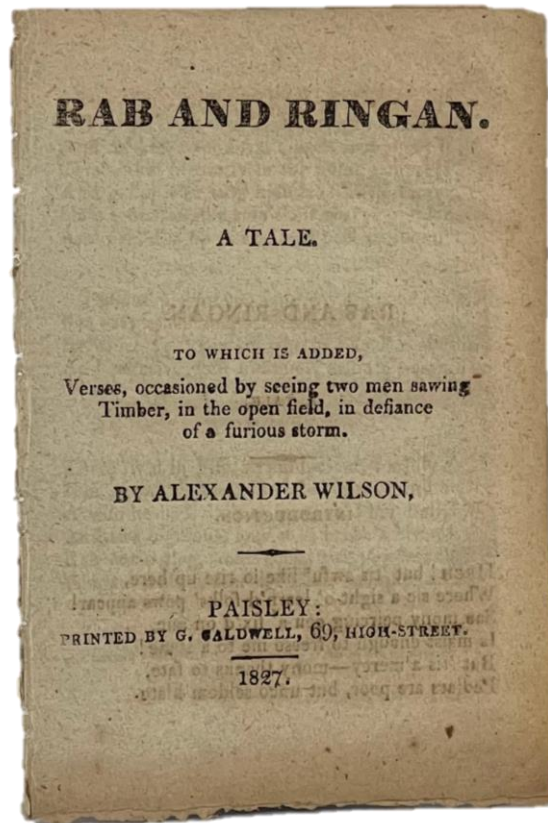 RAB AND RINGAN.
A TALE.
TO WHICH IS ADDED,
Verses, occasioned by seeing two men sawing
Timber, in the open field, in defiance
of a furious storm.
BY ALEXANDER WILSON,
PAISLEY:
PRINTED BY G. CALDWELL, 69, HIGH-STREET.
1827.